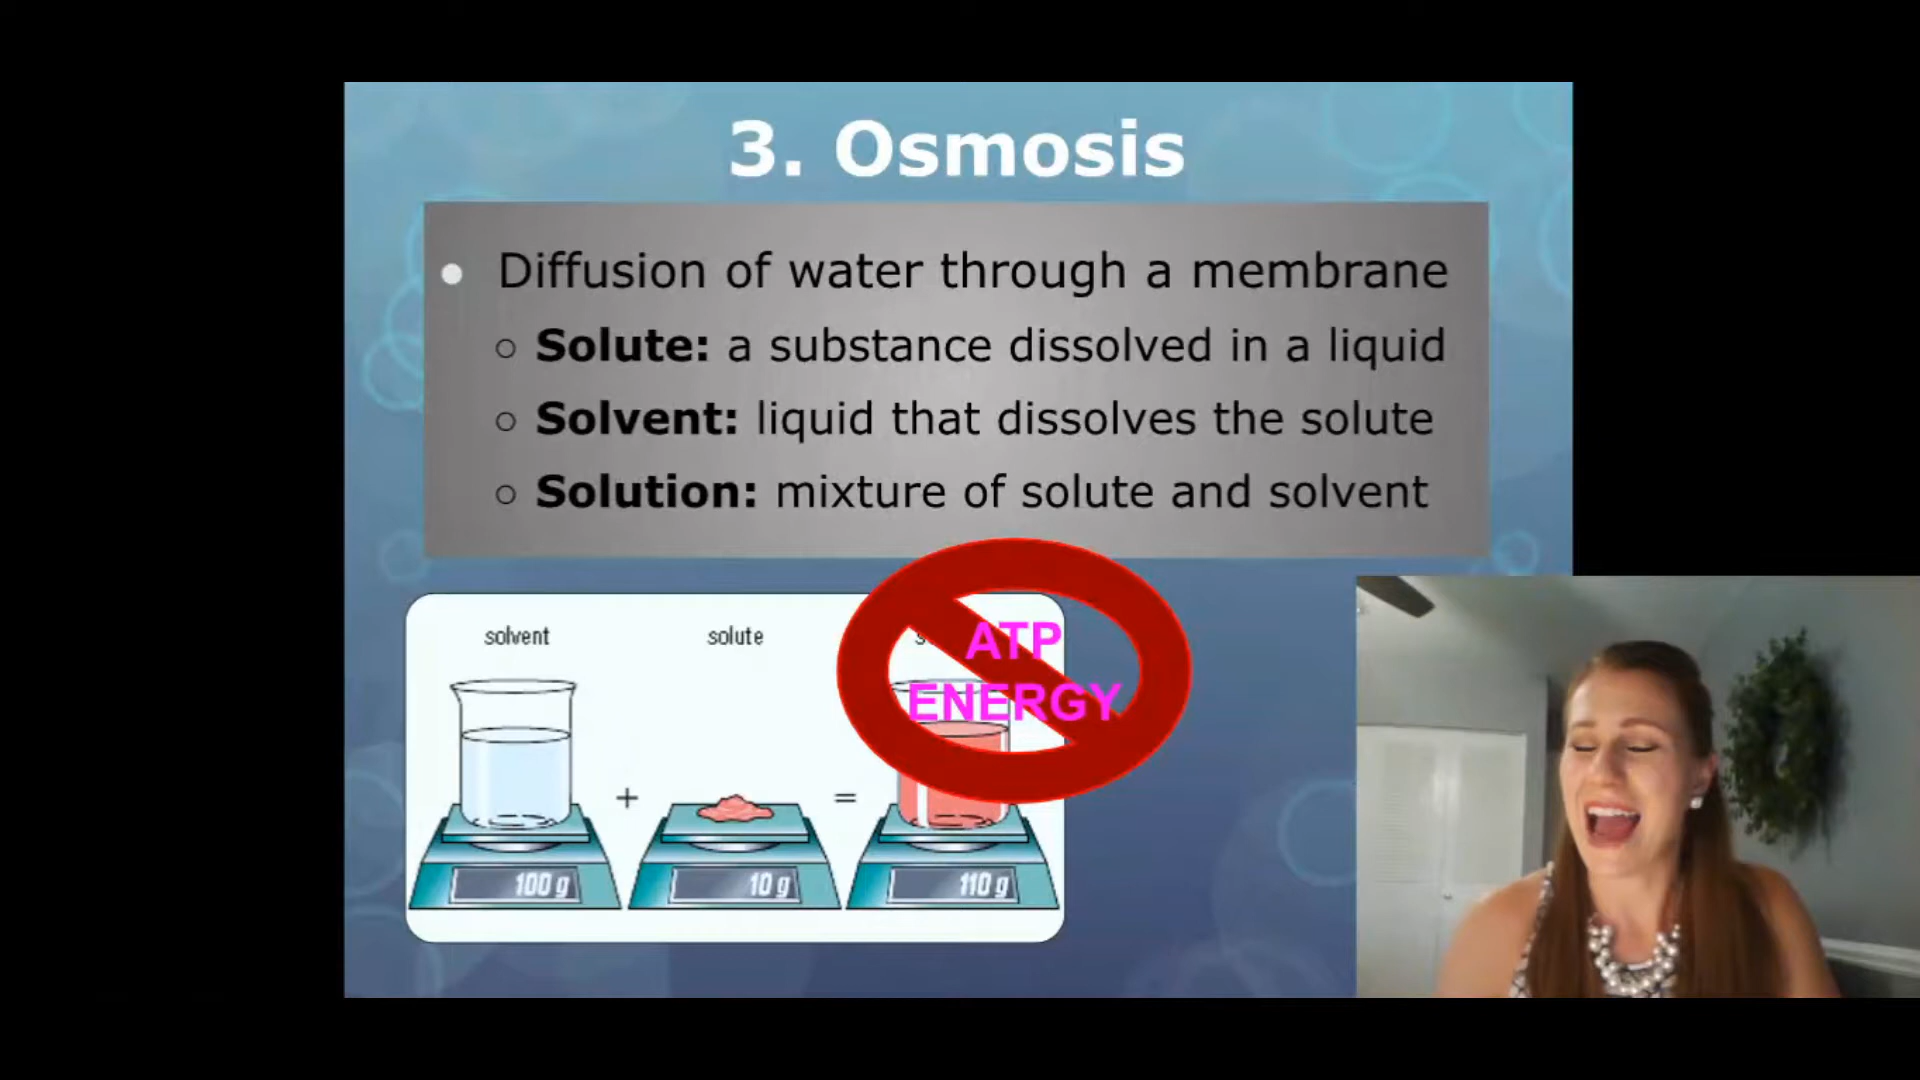 3. Osmosis
Diffusion of water through a membrane
Solute: a substance dissolved in a liquid
Solvent: liquid that dissolves the solute
Solution: mixture of solute and solvent
solvent
solute
ATP
ENERGY
+
=
100 g
10 g
110 g